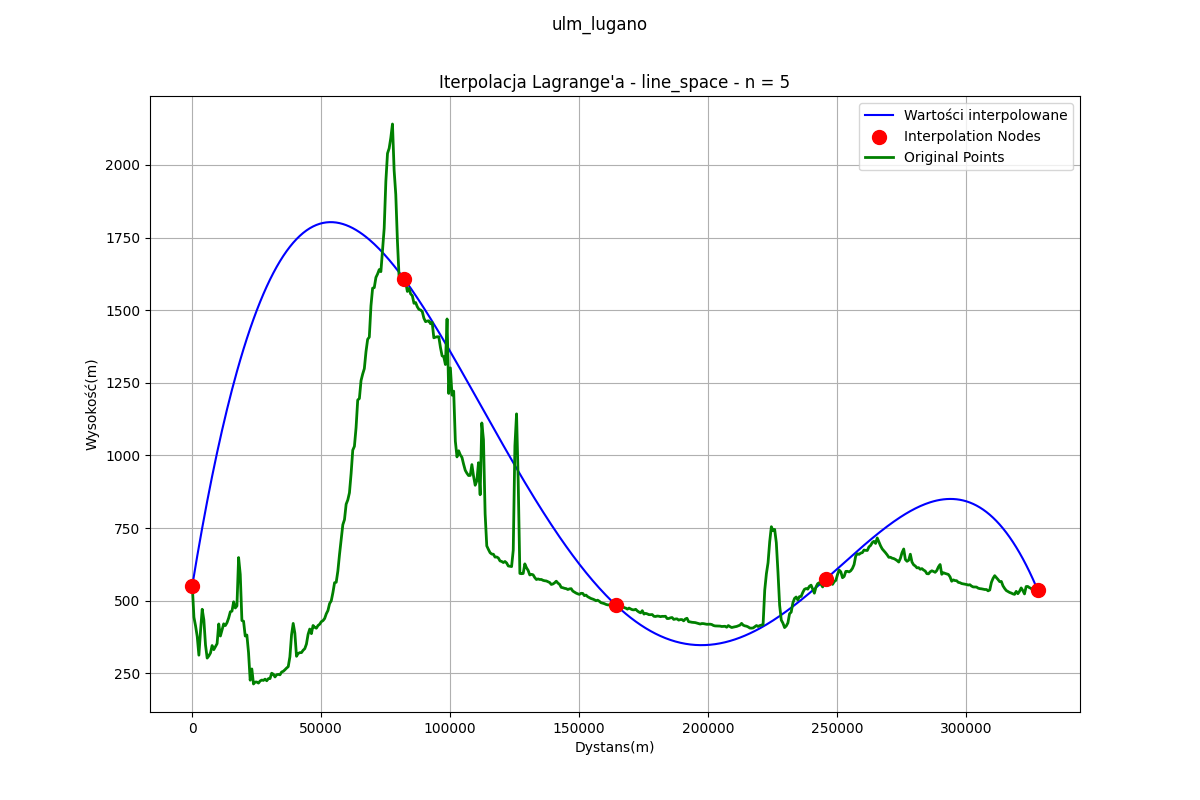 ulm_lugano
Iterpolacja Lagrange'a - line_space - n = 5
Wartości interpolowane
Interpolation Nodes
Original Points
2000
1750
1500
1250
1000
750
500
250
Wysokość(m)
0
50000
100000
150000
200000
250000
300000
Dystans(m)